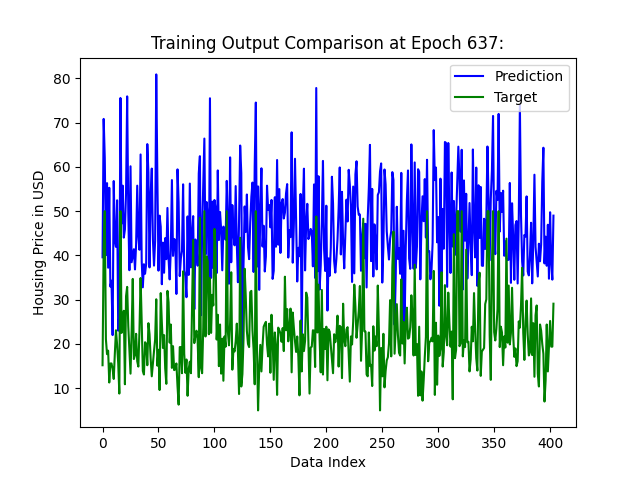 Training Output Comparison at Epoch 637:
Prediction
Target
Housing Price in USD
80
70
60
50
40
30
20
10
0 50 100 150 200 250 300 350 400
Data Index